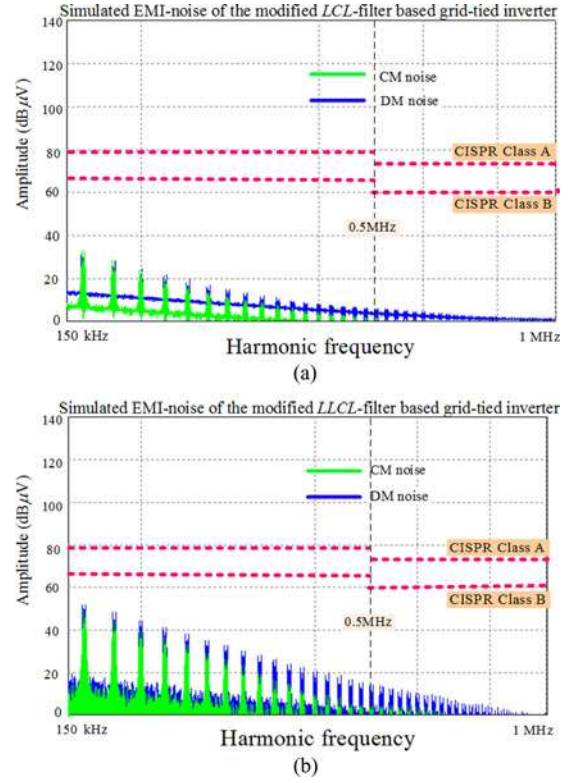 Simulated EMI-noise of the modified LCL-filter based grid-tied inverter
140
120
100
80
60
40
20
0
Amplitude (dBμV)
CM noise
DM noise
CISPR Class A
CISPR Class B
0.5MHz
150 kHz
1 MHz
Harmonic frequency
(a)
Simulated EMI-noise of the modified LLCL-filter based grid-tied inverter
140
120
100
80
60
40
20
0
Amplitude (dBμV)
CM noise
DM noise
CISPR Class A
CISPR Class B
0.5MHz
150 kHz
1 MHz
Harmonic frequency
(b)